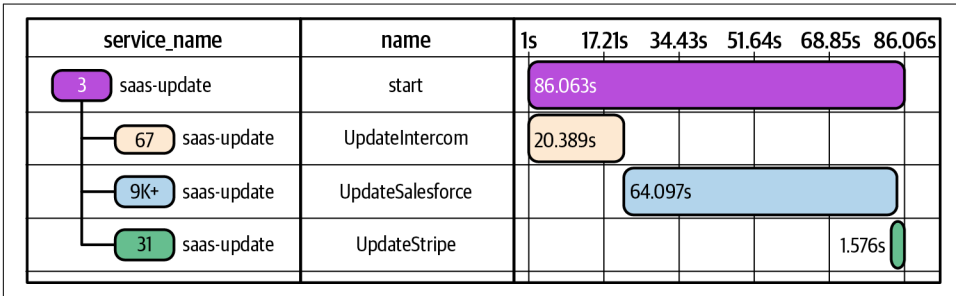 service_name name 1s 17.21s 34.43s 51.64s 68.85s 86.06s
3 saas-update start 86.063s
67 saas-update UpdateIntercom 20.389s
9K+ saas-update UpdateSalesforce 64.097s
31 saas-update UpdateStripe 1.576s